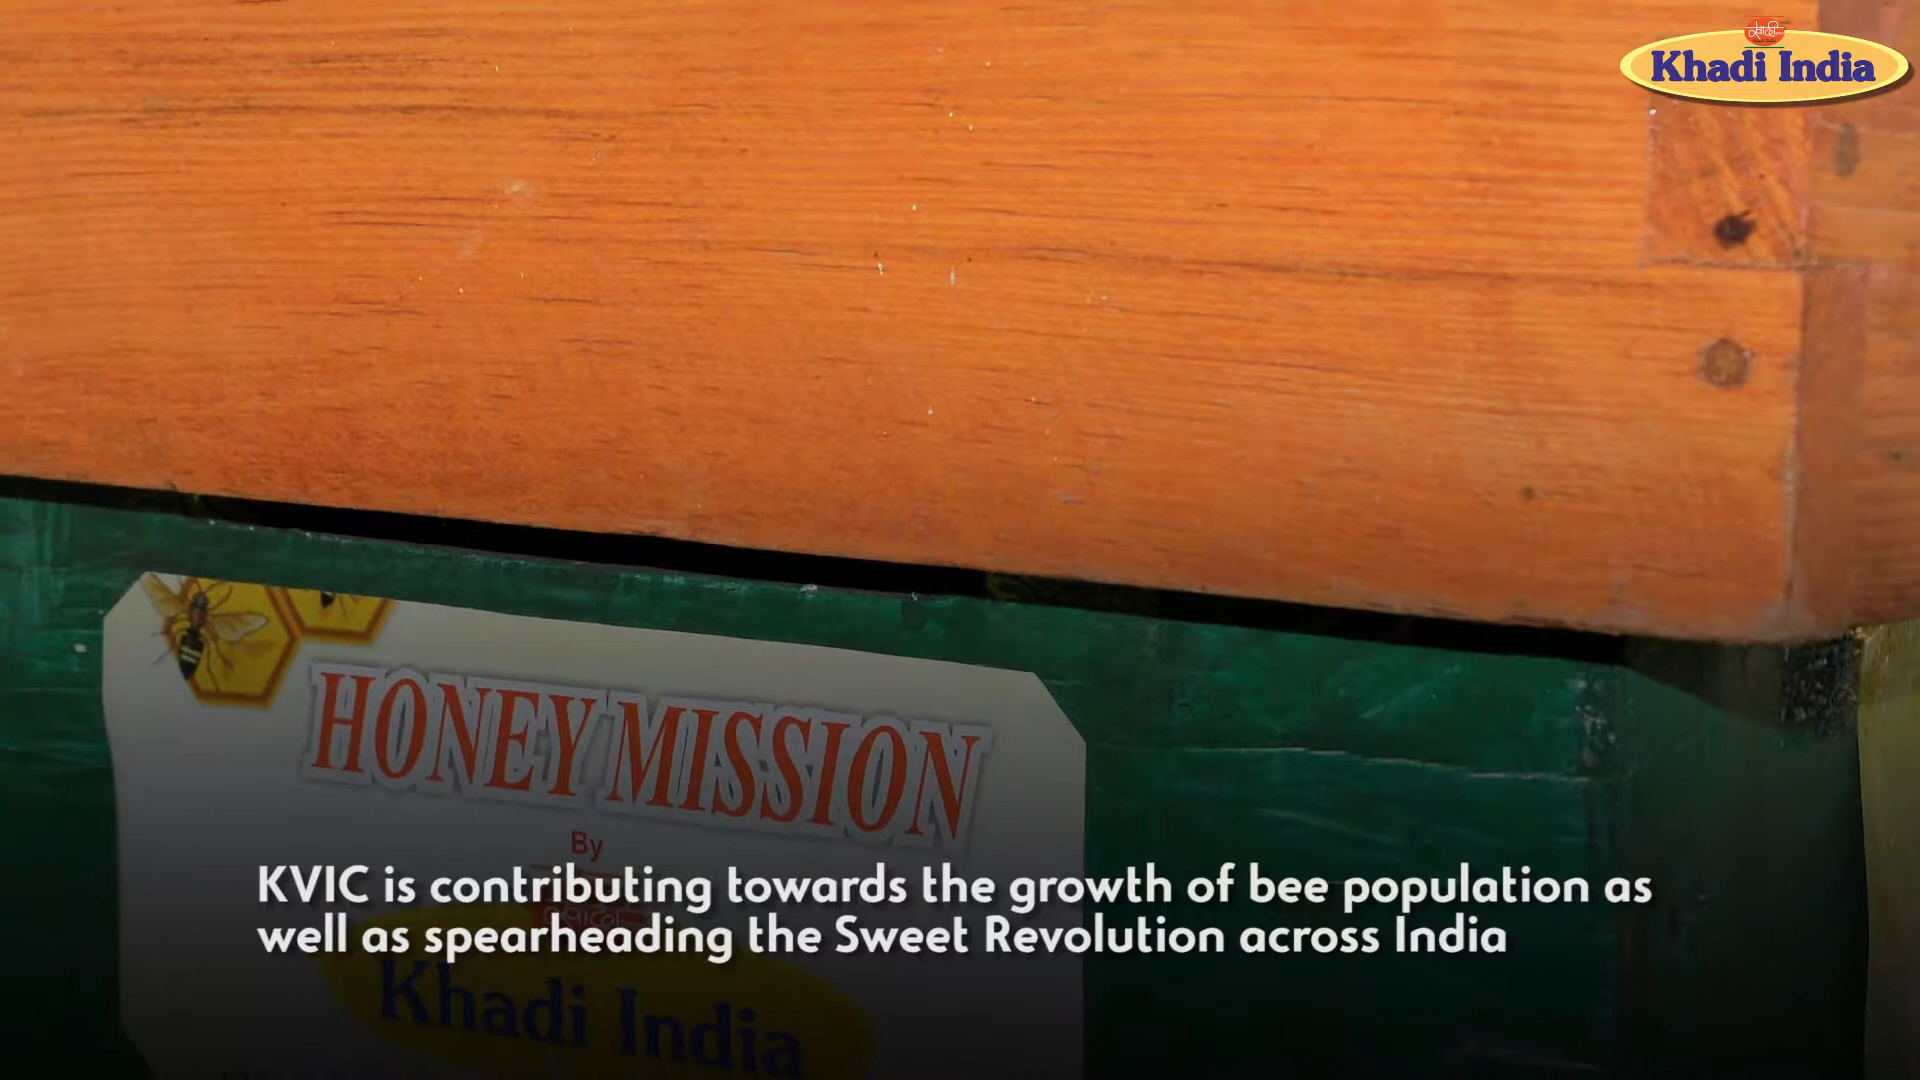 खादी
Khadi India
HONEY MISSION
By
खादी
Khadi India
KVIC is contributing towards the growth of bee population as
well as spearheading the Sweet Revolution across India